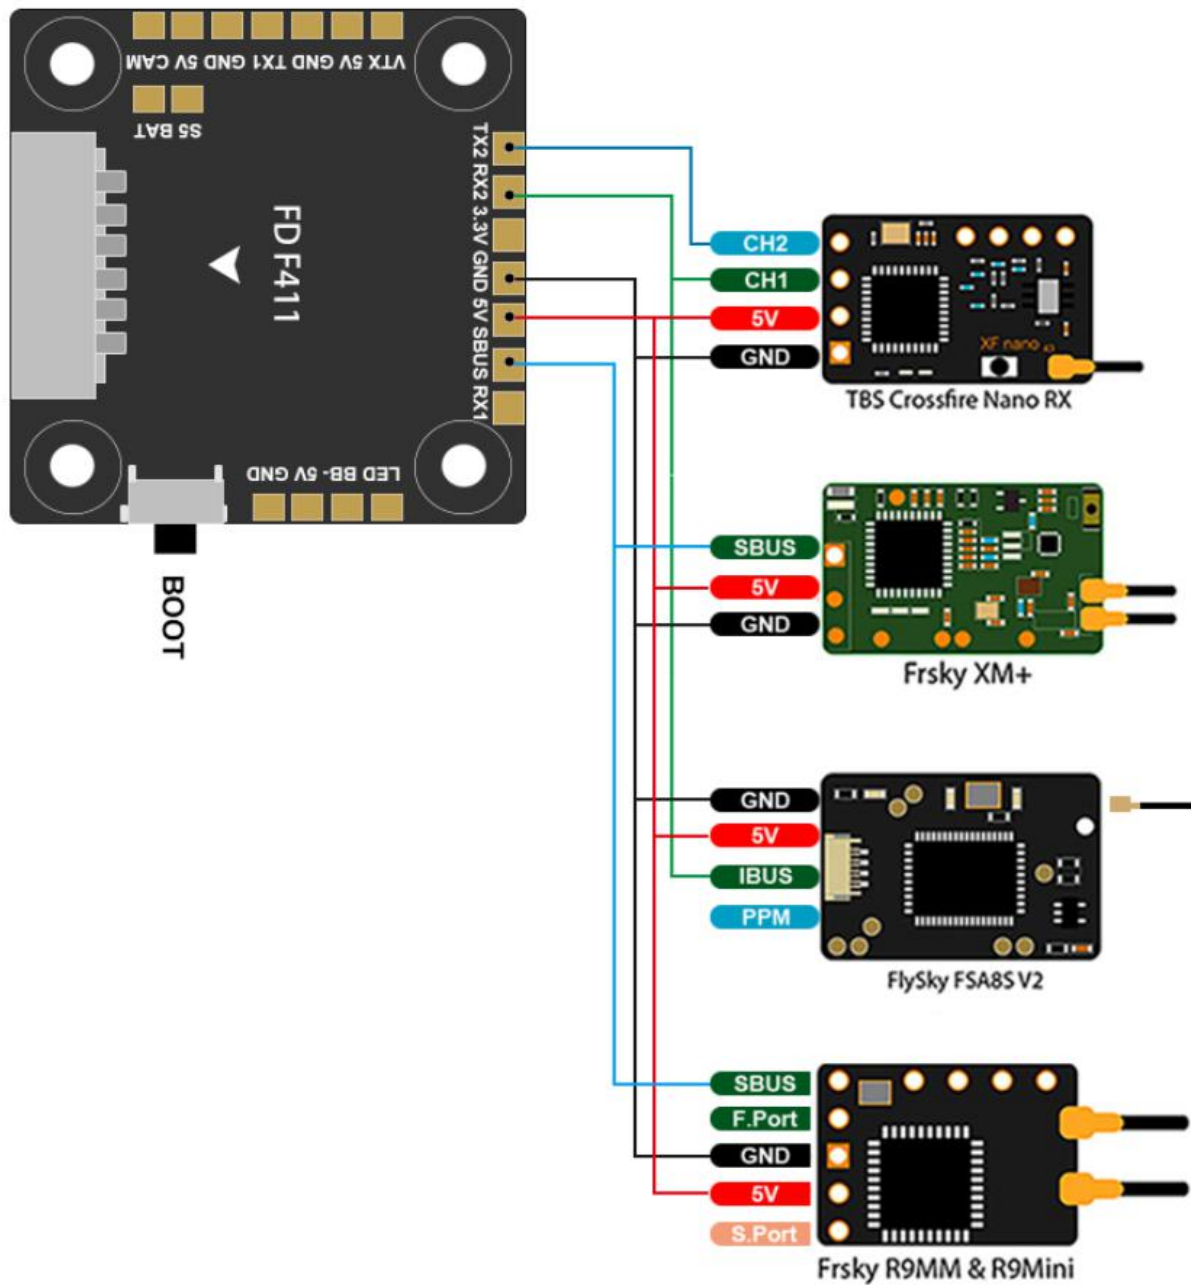 CAM 5V GND TX1 GND 5V VTX
BAT S5
TX2 RX2 3.3V GND 5V SBUS RX1
FD F411
GND 5V BB- LED
BOOT
CH2
CH1
5V
GND
XF nano
TBS Crossfire Nano RX
SBUS
5V
GND
Frsky XM+
GND
5V
IBUS
PPM
FlySky FSA8S V2
SBUS
F.Port
GND
5V
S.Port
Frsky R9MM & R9Mini